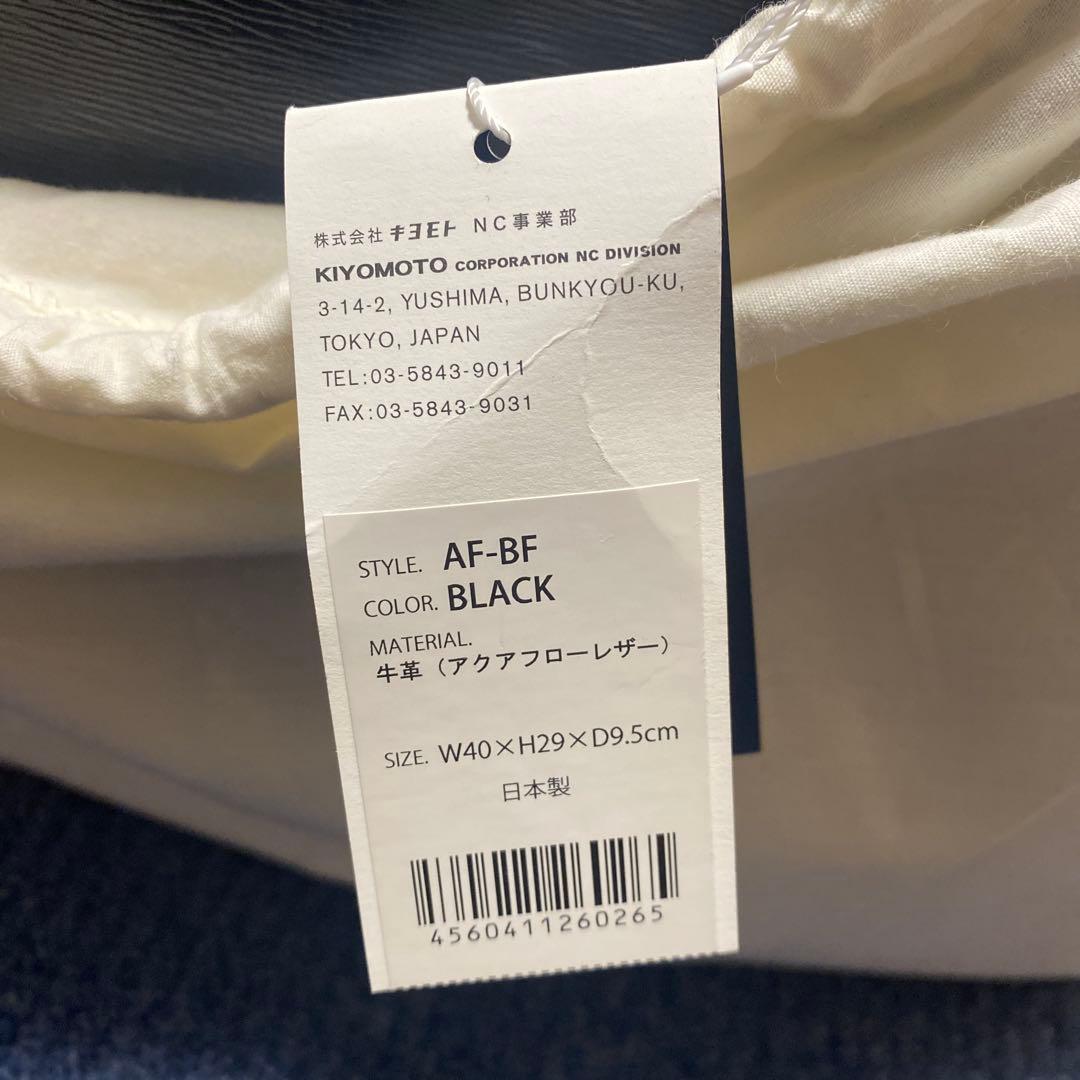 株式会社 キヨモト NC事業部
KIYOMOTO CORPORATION NC DIVISION
3-14-2, YUSHIMA, BUNKYOU-KU,
TOKYO, JAPAN
TEL:03-5843-9011
FAX:03-5843-9031
STYLE. AF-BF
COLOR. BLACK
MATERIAL.
牛革（アクアフローレザー）
SIZE. W40×H29×D9.5cm
日本製
4560411260265